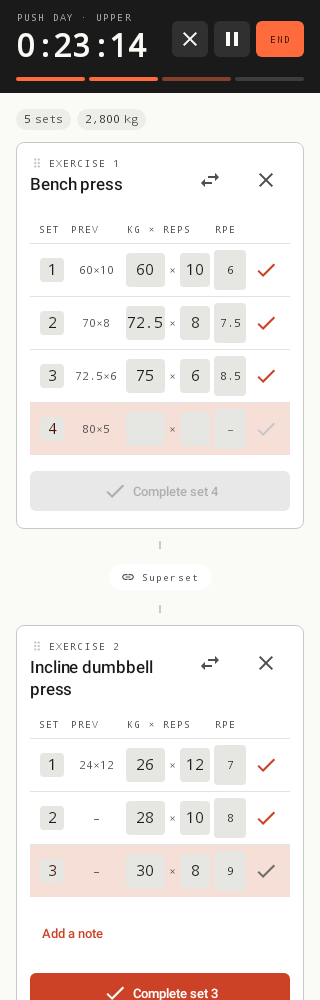 PUSH DAY · UPPER
0:23:14
END
5 sets
2,800 kg
EXERCISE 1
Bench press
SET PREV KG × REPS RPE
1 60×10 60 × 10 6
2 70×8 72.5 × 8 7.5
3 72.5×6 75 × 6 8.5
4 80×5 × –
Complete set 4
Superset
EXERCISE 2
Incline dumbbell
press
SET PREV KG × REPS RPE
1 24×12 26 × 12 7
2 – 28 × 10 8
3 – 30 × 8 9
Add a note
Complete set 3